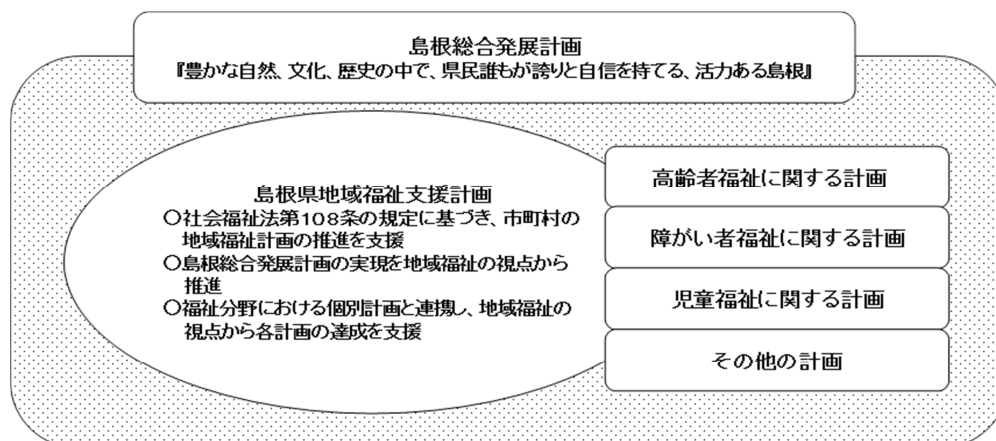 島根総合発展計画
『豊かな自然、文化、歴史の中で、県民誰もが誇りと自信を持てる、活力ある島根』
島根県地域福祉支援計画
○社会福祉法第108条の規定に基づき、市町村の
地域福祉計画の推進を支援
○島根総合発展計画の実現を地域福祉の視点から
推進
○福祉分野における個別計画と連携し、地域福祉の
視点から各計画の達成を支援
高齢者福祉に関する計画
障がい者福祉に関する計画
児童福祉に関する計画
その他の計画